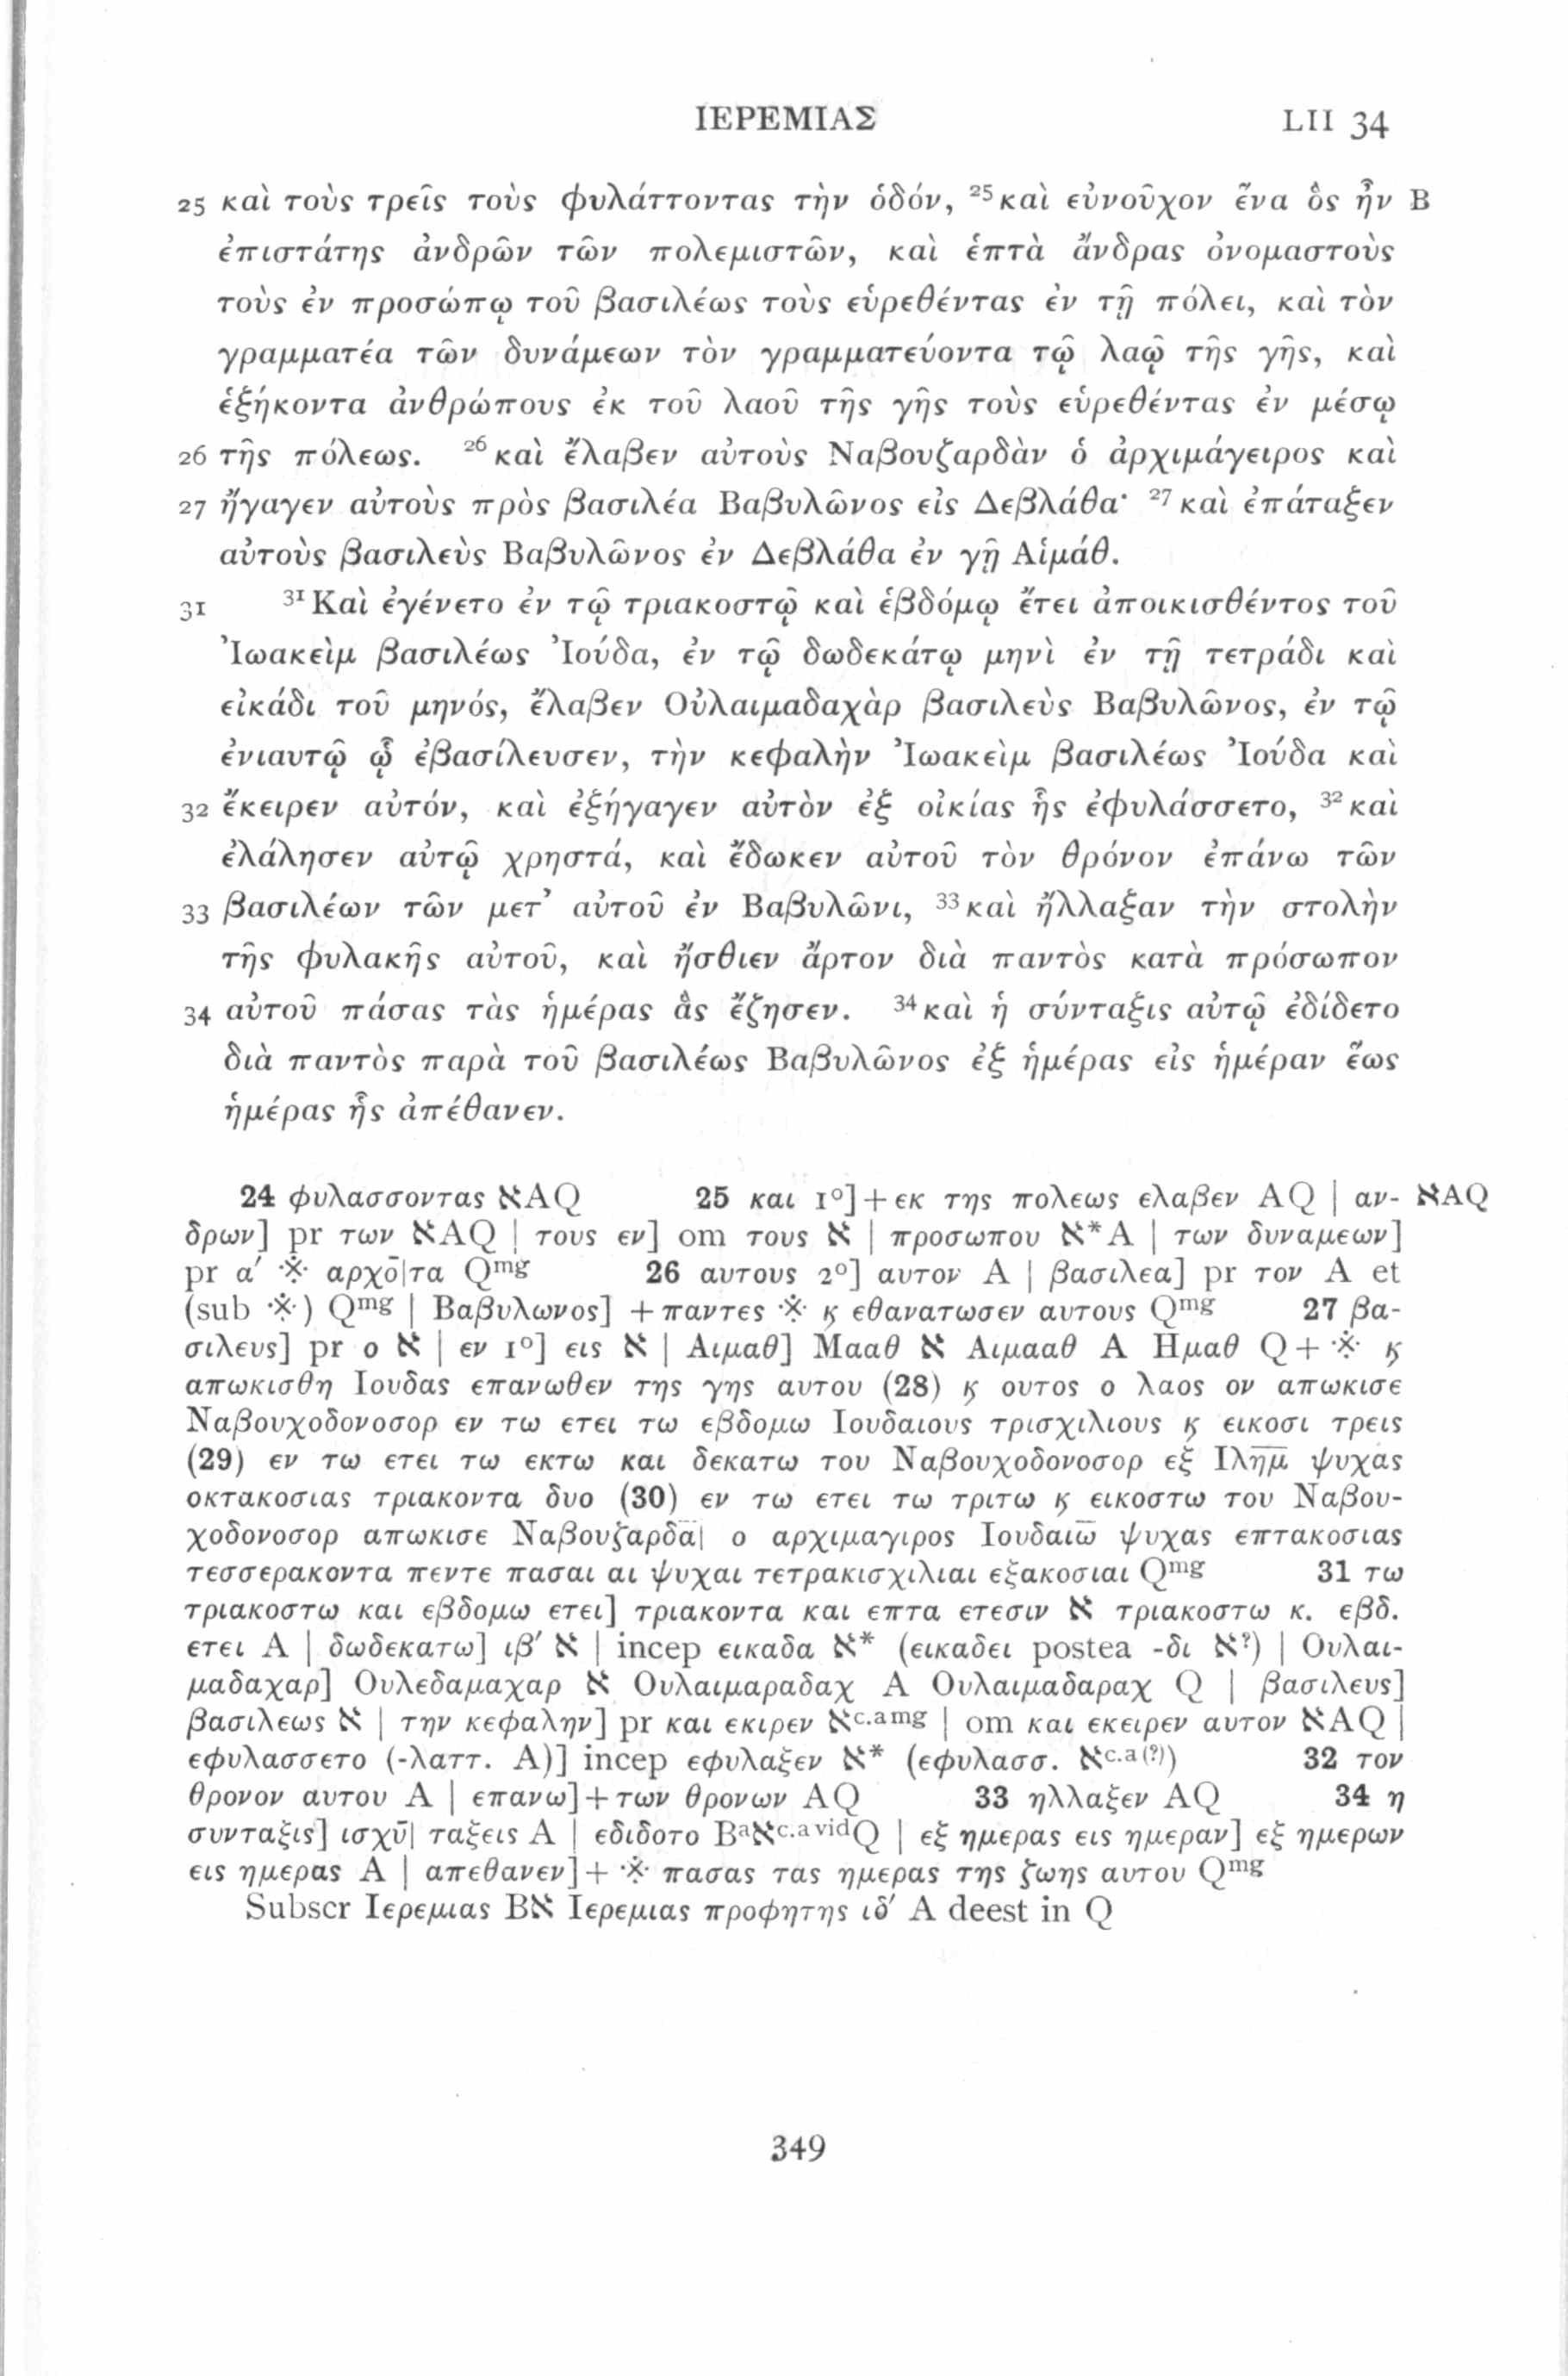 ΙΕΡΕΜΙΑΣ LII 34
25 καὶ τοὺς τρεῖς τοὺς φυλάττοντας τὴν ὁδόν, ²⁵καὶ εὐνοῦχον ἕνα ὃς ἦν B
ἐπιστάτης ἀνδρῶν τῶν πολεμιστῶν, καὶ ἑπτὰ ἄνδρας ὀνομαστοὺς
τοὺς ἐν προσώπῳ τοῦ βασιλέως τοὺς εὑρεθέντας ἐν τῇ πόλει, καὶ τὸν
γραμματέα τῶν δυνάμεων τὸν γραμματεύοντα τῷ λαῷ τῆς γῆς, καὶ
ἑξήκοντα ἀνθρώπους ἐκ τοῦ λαοῦ τῆς γῆς τοὺς εὑρεθέντας ἐν μέσῳ
26 τῆς πόλεως. ²⁶καὶ ἔλαβεν αὐτοὺς Ναβουζαρδὰν ὁ ἀρχιμάγειρος καὶ
27 ἤγαγεν αὐτοὺς πρὸς βασιλέα Βαβυλῶνος εἰς Δεβλάθα· ²⁷καὶ ἐπάταξεν
αὐτοὺς βασιλεὺς Βαβυλῶνος ἐν Δεβλάθα ἐν γῇ Αἱμάθ.
31 ³¹Καὶ ἐγένετο ἐν τῷ τριακοστῷ καὶ ἑβδόμῳ ἔτει ἀποικισθέντος τοῦ
Ἰωακεὶμ βασιλέως Ἰούδα, ἐν τῷ δωδεκάτῳ μηνὶ ἐν τῇ τετράδι καὶ
εἰκάδι τοῦ μηνός, ἔλαβεν Οὐλαιμαδαχὰρ βασιλεὺς Βαβυλῶνος, ἐν τῷ
ἐνιαυτῷ ᾧ ἐβασίλευσεν, τὴν κεφαλὴν Ἰωακεὶμ βασιλέως Ἰούδα καὶ
32 ἔκειρεν αὐτόν, καὶ ἐξήγαγεν αὐτὸν ἐξ οἰκίας ἧς ἐφυλάσσετο, ³²καὶ
ἐλάλησεν αὐτῷ χρηστά, καὶ ἔδωκεν αὐτοῦ τὸν θρόνον ἐπάνω τῶν
33 βασιλέων τῶν μετ’ αὐτοῦ ἐν Βαβυλῶνι, ³³καὶ ἤλλαξαν τὴν στολὴν
τῆς φυλακῆς αὐτοῦ, καὶ ἤσθιεν ἄρτον διὰ παντὸς κατὰ πρόσωπον
34 αὐτοῦ πάσας τὰς ἡμέρας ἃς ἔζησεν. ³⁴καὶ ἡ σύνταξις αὐτῷ ἐδίδετο
διὰ παντὸς παρὰ τοῦ βασιλέως Βαβυλῶνος ἐξ ἡμέρας εἰς ἡμέραν ἕως
ἡμέρας ἧς ἀπέθανεν.
24 φυλασσοντας ℵAQ 25 και 1°]+εκ της πολεως ελαβεν AQ | αν- ℵAQ
δρων] pr των ℵAQ | τους εν] om τους ℵ | προσωπου ℵ*A | των δυναμεων]
pr α′ ※ αρχο̄|τα Qᵐᵍ 26 αυτους 2°] αυτον A | βασιλεα] pr τον A et
(sub ※) Qᵐᵍ | Βαβυλωνος] +παντες ※ ϗ εθανατωσεν αυτους Qᵐᵍ 27 βα-
σιλευς] pr ο ℵ | εν 1°] εις ℵ | Αιμαθ] Μααθ ℵ Αιμααθ A Ημαθ Q+※ ϗ
απωκισθη Ιουδας επανωθεν της γης αυτου (28) ϗ ουτος ο λαος ον απωκισε
Ναβουχοδονοσορ εν τω ετει τω εβδομω Ιουδαιους τρισχιλιους ϗ εικοσι τρεις
(29) εν τω ετει τω εκτω και δεκατω του Ναβουχοδονοσορ εξ Ιλη̄μ̄ ψυχας
οκτακοσιας τριακοντα δυο (30) εν τω ετει τω τριτω ϗ εικοστω του Ναβου-
χοδονοσορ απωκισε Ναβουζαρδᾱ| ο αρχιμαγιρος Ιουδαιω̄ ψυχας επτακοσιας
τεσσερακοντα πεντε πασαι αι ψυχαι τετρακισχιλιαι εξακοσιαι Qᵐᵍ 31 τω
τριακοστω και εβδομω ετει] τριακοντα και επτα ετεσιν ℵ τριακοστω κ. εβδ.
ετει A | δωδεκατω] ιβ′ ℵ | incep εικαδα ℵ* (εικαδει postea -δι ℵ?) | Ουλαι-
μαδαχαρ] Ουλεδαμαχαρ ℵ Ουλαιμαραδαχ A Ουλαιμαδαραχ Q | βασιλευς]
βασιλεως ℵ | την κεφαλην] pr και εκιρεν ℵᶜ·ᵃᵐᵍ | om και εκειρεν αυτον ℵAQ |
εφυλασσετο (-λαττ. A)] incep εφυλαξεν ℵ* (εφυλασσ. ℵᶜ·ᵃ⁽?⁾) 32 τον
θρονον αυτου A | επανω]+των θρονων AQ 33 ηλλαξεν AQ 34 η
συνταξις] ισχῡ| ταξεις A | εδιδοτο Bᵃℵᶜ·ᵃᵛⁱᵈQ | εξ ημερας εις ημεραν] εξ ημερων
εις ημερας A | απεθανεν]+※ πασας τας ημερας της ζωης αυτου Qᵐᵍ
Subscr Ιερεμιας Bℵ Ιερεμιας προφητης ιδ′ A deest in Q
349